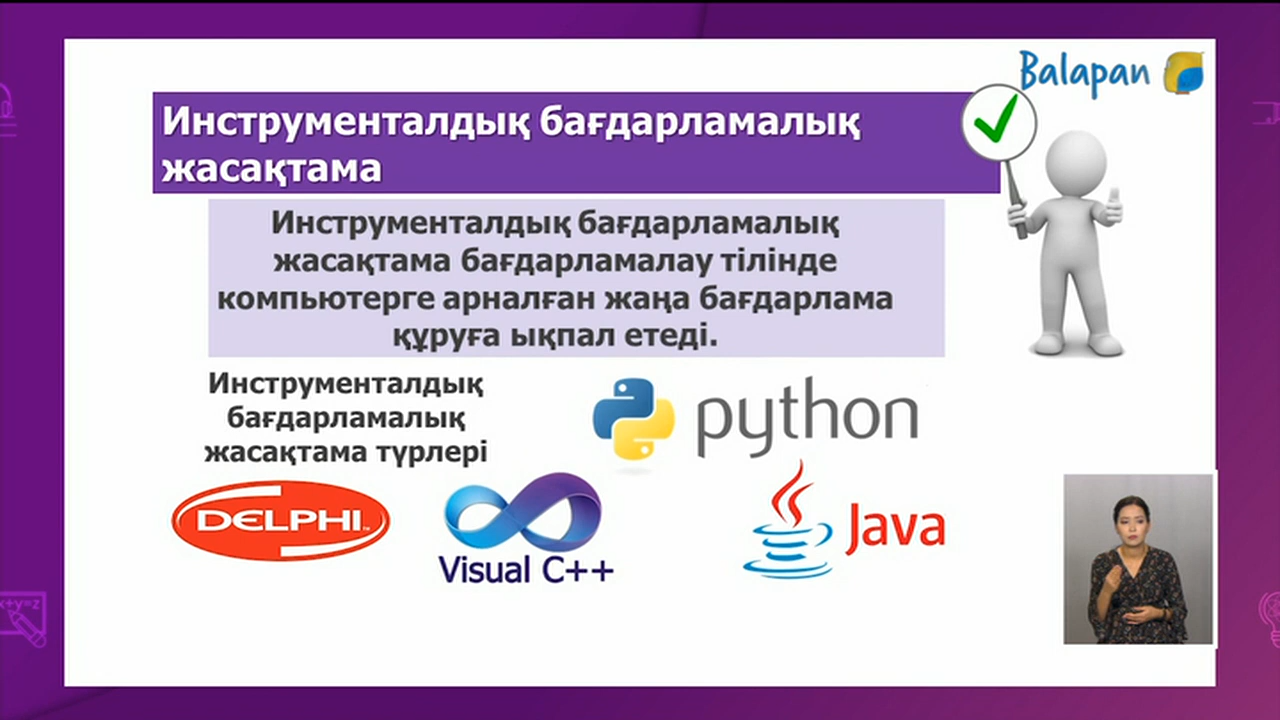 Balapan
Инструменталдық бағдарламалық
жасақтама
Инструменталдық бағдарламалық
жасақтама бағдарламалау тілінде
компьютерге арналған жаңа бағдарлама
құруға ықпал етеді.
Инструменталдық
бағдарламалық
жасақтама түрлері
python
DELPHI™
Visual C++
Java
x+y=z